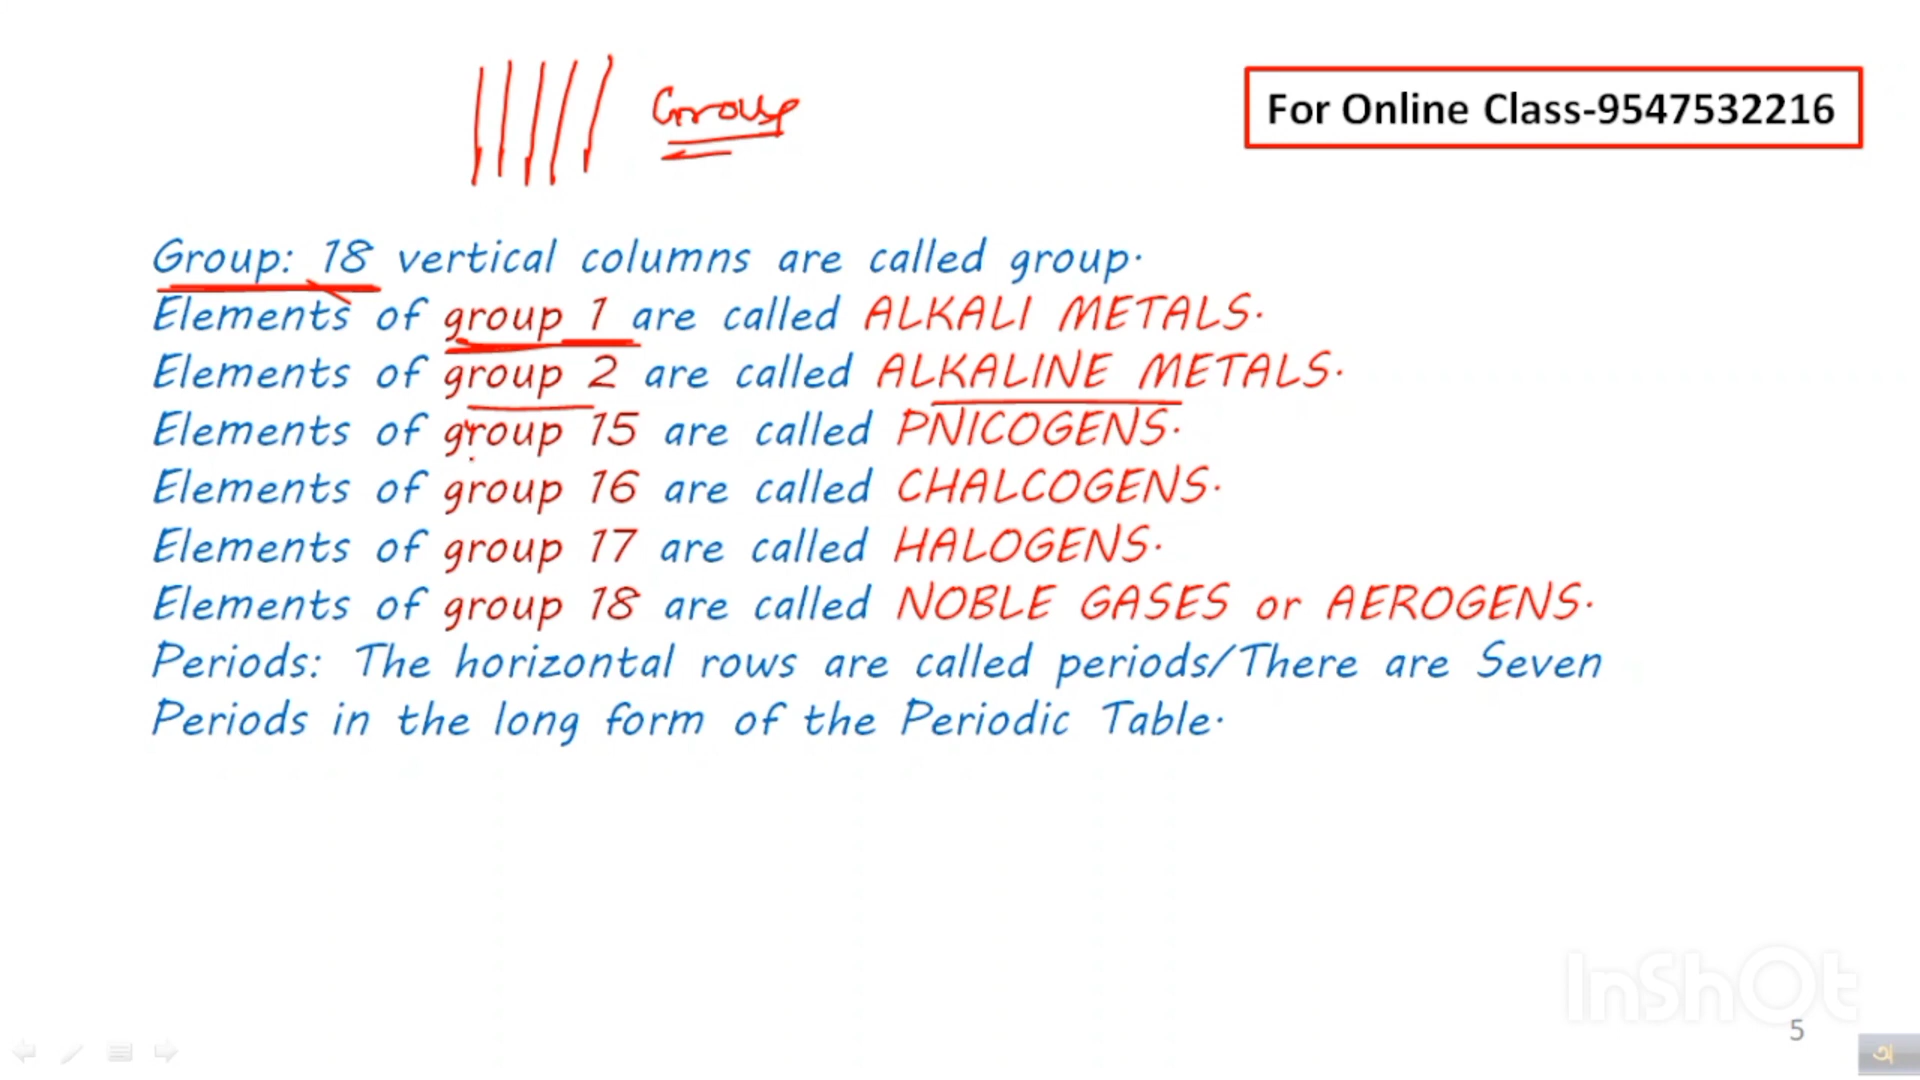 Group
For Online Class-9547532216
Group: 18 vertical columns are called group.
Elements of group 1 are called ALKALI METALS.
Elements of group 2 are called ALKALINE METALS.
Elements of group 15 are called PNICOGENS.
Elements of group 16 are called CHALCOGENS.
Elements of group 17 are called HALOGENS.
Elements of group 18 are called NOBLE GASES or AEROGENS.
Periods: The horizontal rows are called periods/There are Seven
Periods in the long form of the Periodic Table.
InShOt
5
অ